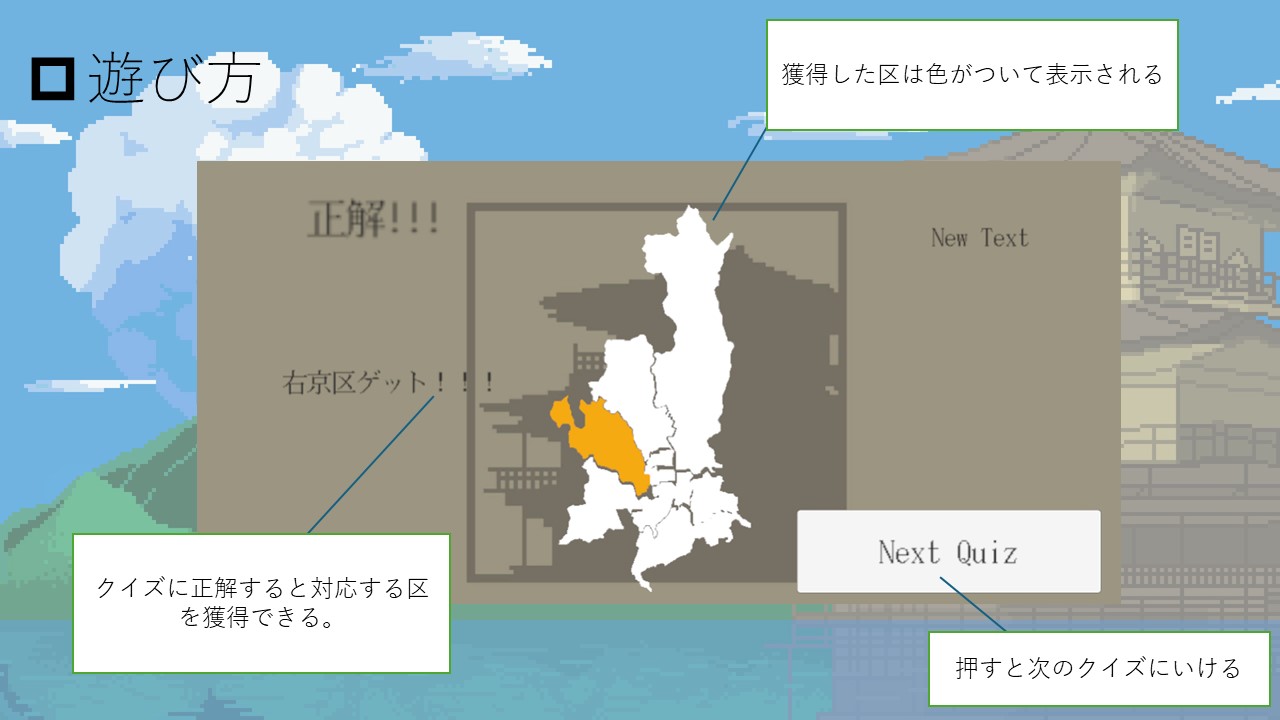 遊び方
獲得した区は色がついて表示される
正解!!!
New Text
右京区ゲット！！！
Next Quiz
クイズに正解すると対応する区
を獲得できる。
押すと次のクイズにいける